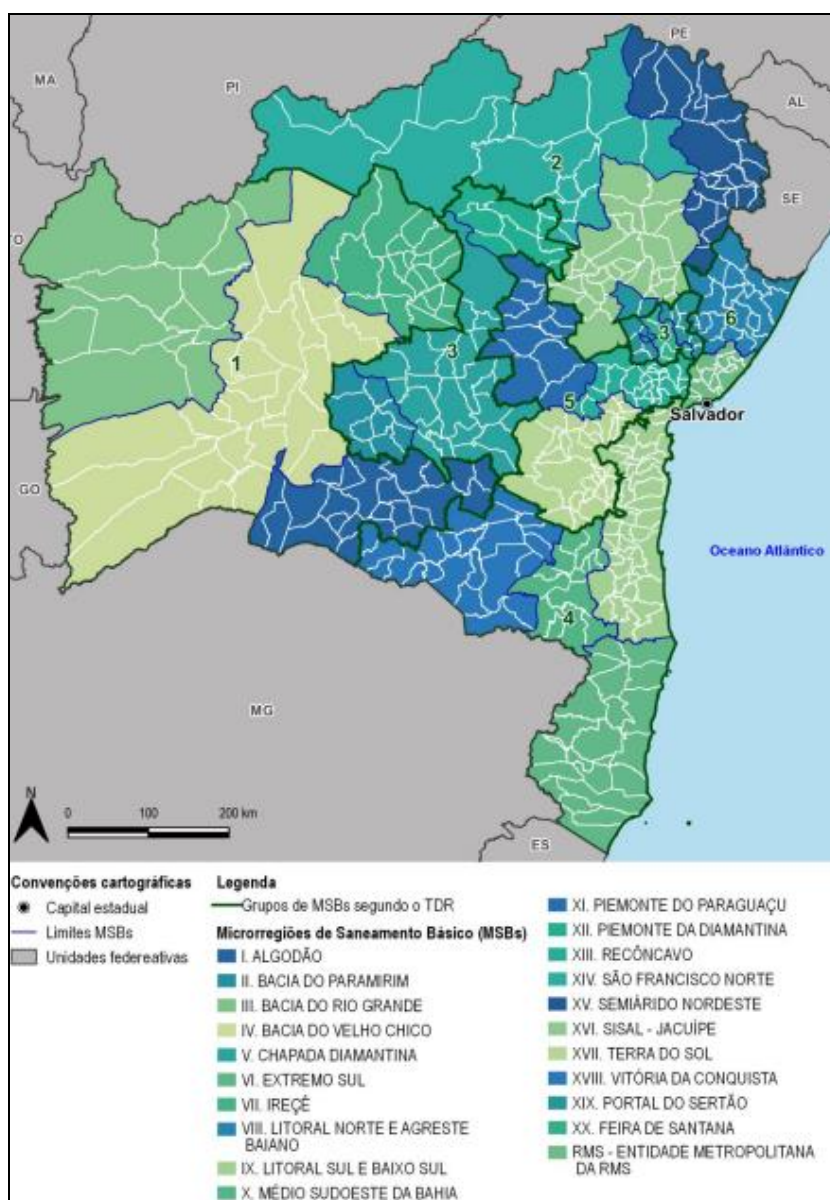 PE
MA
PI
AL
2
SE
TO
6
3
1
3
5
Salvador
GO
Oceano Atlântico
4
MG
N
0 100 200 km
ES
Convenções cartográficas
Capital estadual
Limites MSBs
Unidades federeativas
Legenda
Grupos de MSBs segundo o TDR
Microrregiões de Saneamento Básico (MSBs)
I. ALGODÃO
II. BACIA DO PARAMIRIM
III. BACIA DO RIO GRANDE
IV. BACIA DO VELHO CHICO
V. CHAPADA DIAMANTINA
VI. EXTREMO SUL
VII. IREÇÊ
VIII. LITORAL NORTE E AGRESTE
BAIANO
IX. LITORAL SUL E BAIXO SUL
X. MÉDIO SUDOESTE DA BAHIA
XI. PIEMONTE DO PARAGUAÇU
XII. PIEMONTE DA DIAMANTINA
XIII. RECÔNCAVO
XIV. SÃO FRANCISCO NORTE
XV. SEMIÁRIDO NORDESTE
XVI. SISAL - JACUÍPE
XVII. TERRA DO SOL
XVIII. VITÓRIA DA CONQUISTA
XIX. PORTAL DO SERTÃO
XX. FEIRA DE SANTANA
RMS - ENTIDADE METROPOLITANA
DA RMS